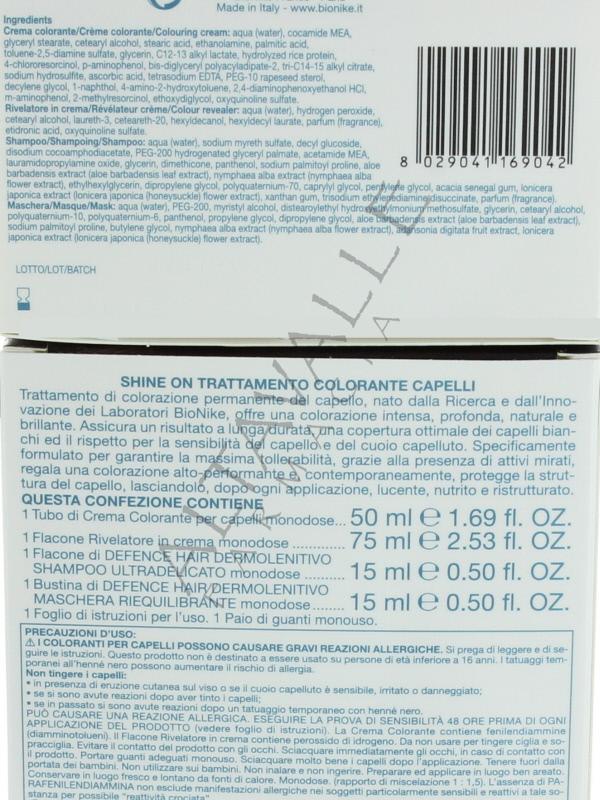 Made in Italy - www.bionike.it
Ingredients
Crema colorante/Crème colorante/Colouring cream: aqua (water), cocamide MEA,
glyceryl stearate, cetearyl alcohol, stearic acid, ethanolamine, palmitic acid,
toluene-2,5-diamine sulfate, glycerin, C12-13 alkyl lactate, hydrolyzed rice protein,
4-chlororesorcinol, p-aminophenol, bis-diglyceryl polyacyladipate-2, tri-C14-15 alkyl citrate,
sodium hydrosulfite, ascorbic acid, tetrasodium EDTA, PEG-10 rapeseed sterol,
decylene glycol, 1-naphthol, 4-amino-2-hydroxytoluene, 2,4-diaminophenoxyethanol HCl,
m-aminophenol, 2-methylresorcinol, ethoxydiglycol, oxyquinoline sulfate.
Rivelatore in crema/Révélateur crème/Colour revealer: aqua (water), hydrogen peroxide,
cetearyl alcohol, laureth-3, ceteareth-20, hexyldecanol, hexyldecyl laurate, parfum (fragrance),
etidronic acid, oxyquinoline sulfate.
Shampoo/Shampoing/Shampoo: aqua (water), sodium myreth sulfate, decyl glucoside,
disodium cocoamphodiacetate, PEG-200 hydrogenated glyceryl palmate, acetamide MEA,
lauramidopropylamine oxide, glycerin, dimethicone, panthenol, sodium palmitoyl proline, aloe
barbadensis extract (aloe barbadensis leaf extract), nymphaea alba extract (nymphaea alba
flower extract), ethylhexylglycerin, dipropylene glycol, polyquaternium-70, caprylyl glycol, pentylene glycol, acacia senegal gum, lonicera
japonica extract (lonicera japonica (honeysuckle) flower extract), xanthan gum, trisodium ethylenediamine disuccinate, parfum (fragrance).
Maschera/Masque/Mask: aqua (water), PEG-200, myristyl alcohol, distearoylethyl hydroxyethylmonium methosulfate, glycerin, cetearyl alcohol,
polyquaternium-10, polyquaternium-6, panthenol, propylene glycol, dipropylene glycol, aloe barbadensis extract (aloe barbadensis leaf extract),
sodium palmitoyl proline, butylene glycol, nymphaea alba extract (nymphaea alba flower extract), adansonia digitata fruit extract, lonicera
japonica extract (lonicera japonica (honeysuckle) flower extract).
8 029041 169042
LOTTO/LOT/BATCH
SHINE ON TRATTAMENTO COLORANTE CAPELLI
Trattamento di colorazione permanente del capello, nato dalla Ricerca e dall'Inno-
vazione dei Laboratori BioNike, offre una colorazione intensa, profonda, naturale e
brillante. Assicura un risultato a lunga durata, una copertura ottimale dei capelli bian-
chi ed il rispetto per la sensibilità del capello e del cuoio capelluto. Specificamente
formulato per garantire la massima tollerabilità, grazie alla presenza di attivi mirati,
regala una colorazione alto-performante e, contemporaneamente, protegge la strut-
tura del capello, lasciandolo, dopo ogni applicazione, lucente, nutrito e ristrutturato.
QUESTA CONFEZIONE CONTIENE
1 Tubo di Crema Colorante per capelli monodose... 50 ml ℮ 1.69 fl. OZ.
1 Flacone Rivelatore in crema monodose ............ 75 ml ℮ 2.53 fl. OZ.
1 Flacone di DEFENCE HAIR DERMOLENITIVO
SHAMPOO ULTRADELICATO monodose ......... 15 ml ℮ 0.50 fl. OZ.
1 Bustina di DEFENCE HAIR DERMOLENITIVO
MASCHERA RIEQUILIBRANTE monodose........ 15 ml ℮ 0.50 fl. OZ.
1 Foglio di istruzioni per l'uso. 1 Paio di guanti monouso.
PRECAUZIONI D'USO:
⚠ I COLORANTI PER CAPELLI POSSONO CAUSARE GRAVI REAZIONI ALLERGICHE. Si prega di leggere e di se-
guire le istruzioni. Questo prodotto non è destinato a essere usato su persone di età inferiore a 16 anni. I tatuaggi tem-
poranei all'henné nero possono aumentare il rischio di allergia.
Non tingere i capelli:
• in presenza di eruzione cutanea sul viso o se il cuoio capelluto è sensibile, irritato o danneggiato;
• se si sono avute reazioni dopo aver tinto i capelli;
• se in passato si sono avute reazioni dopo un tatuaggio temporaneo con henné nero.
PUÒ CAUSARE UNA REAZIONE ALLERGICA. ESEGUIRE LA PROVA DI SENSIBILITÀ 48 ORE PRIMA DI OGNI
APPLICAZIONE DEL PRODOTTO (vedere foglio di istruzioni). La Crema Colorante contiene fenilendiammine
(diamminotolueni). Il Flacone Rivelatore in crema contiene perossido di idrogeno. Da non usare per tingere ciglia e so-
pracciglia. Evitare il contatto del prodotto con gli occhi. Sciacquare immediatamente gli occhi, in caso di contatto con
il prodotto. Portare guanti adeguati monouso. Sciacquare molto bene i capelli dopo l'applicazione. Tenere fuori dalla
portata dei bambini. Non utilizzare sui bambini. Non inalare e non ingerire. Preparare ed applicare in luogo ben areato.
Conservare in luogo fresco e lontano da fonti di calore. Monodose. (rapporto di miscelazione 1 : 1,5). L'assenza di PA-
RAFENILENDIAMMINA non esclude manifestazioni allergiche nei soggetti particolarmente sensibili e reattivi a tale so-
stanza per possibile "reattività crociata".
ALTAVALLE
FARMACIA